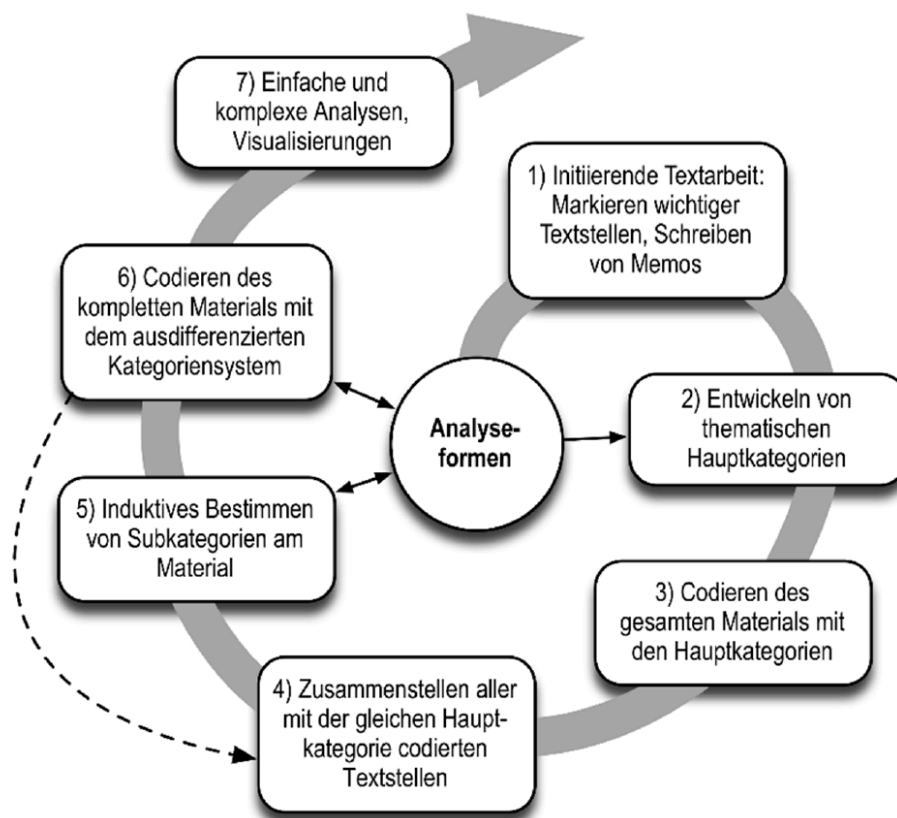 7) Einfache und
komplexe Analysen,
Visualisierungen
1) Initiierende Textarbeit:
Markieren wichtiger
Textstellen, Schreiben
von Memos
6) Codieren des
kompletten Materials mit
dem ausdifferenzierten
Kategoriensystem
2) Entwickeln von
thematischen
Hauptkategorien
Analyse-
formen
5) Induktives Bestimmen
von Subkategorien am
Material
3) Codieren des
gesamten Materials mit
den Hauptkategorien
4) Zusammenstellen aller
mit der gleichen Haupt-
kategorie codierten
Textstellen